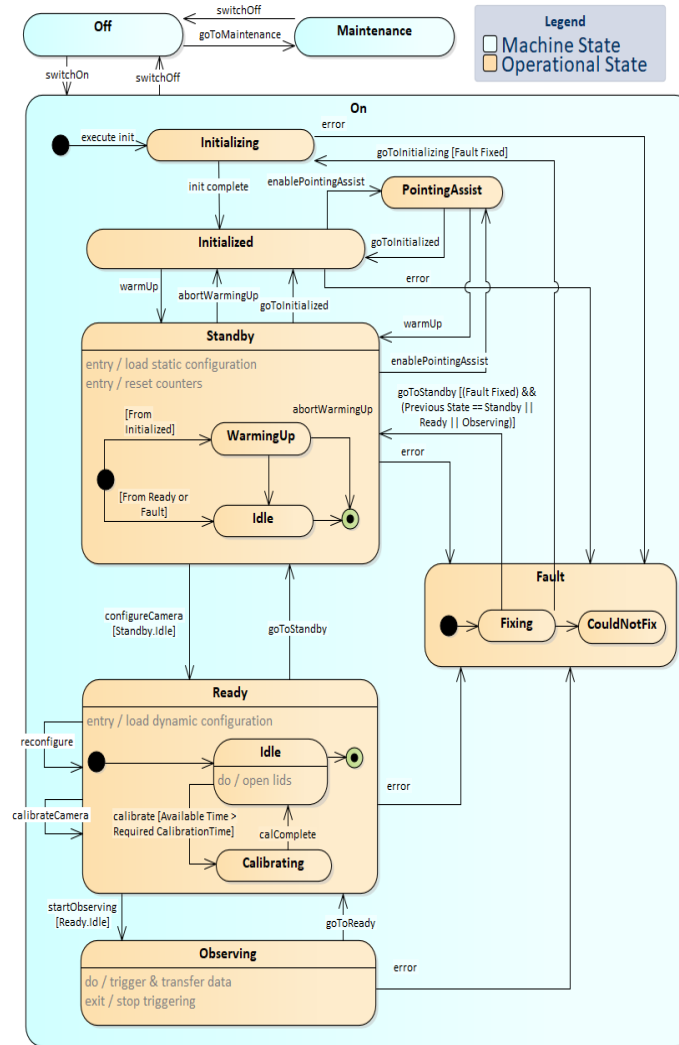 switchOff
Off
goToMaintenance
Maintenance
Legend
Machine State
Operational State
switchOn
switchOff
On
execute init
Initializing
error
goToInitializing [Fault Fixed]
init complete
enablePointingAssist
PointingAssist
Initialized
goToInitialized
error
warmUp
abortWarmingUp
goToInitialized
warmUp
Standby
entry / load static configuration
entry / reset counters
enablePointingAssist
goToStandby [(Fault Fixed) &&
(Previous State == Standby ||
Ready || Observing)]
abortWarmingUp
[From
Initialized]
WarmingUp
error
[From Ready or
Fault]
Idle
Fault
Fixing
CouldNotFix
configureCamera
[Standby.Idle]
goToStandby
Ready
entry / load dynamic configuration
reconfigure
Idle
do / open lids
error
calibrateCamera
calibrate [Available Time >
Required CalibrationTime]
calComplete
Calibrating
startObserving
[Ready.Idle]
goToReady
Observing
error
do / trigger & transfer data
exit / stop triggering